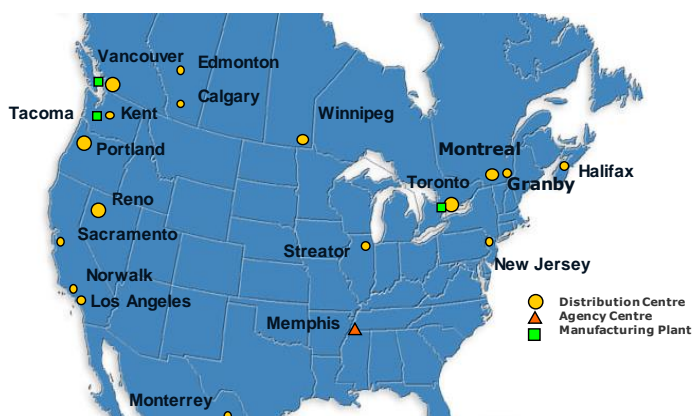 Vancouver
Edmonton
Calgary
Tacoma
Kent
Winnipeg
Portland
Montreal
Halifax
Toronto
Granby
Reno
Sacramento
Streator
New Jersey
Norwalk
Los Angeles
Distribution Centre
Agency Centre
Memphis
Manufacturing Plant
Monterrey